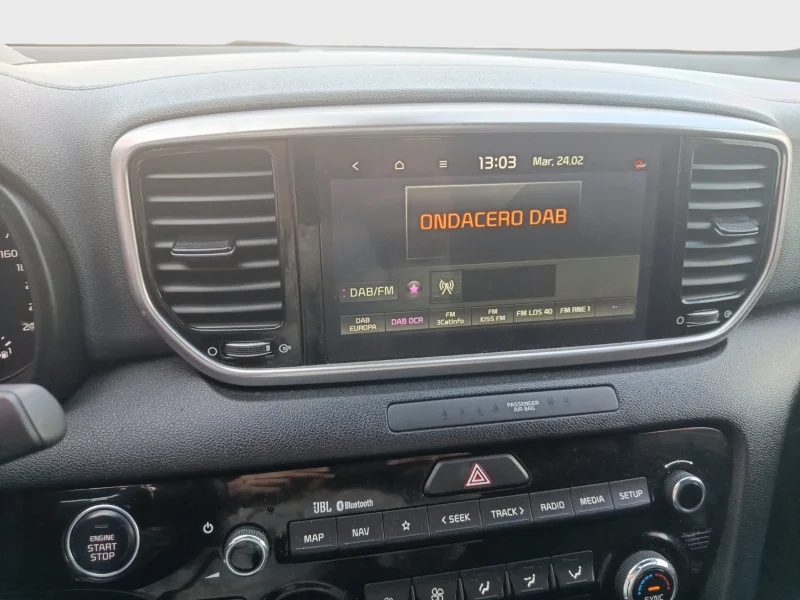 13:03 Mar, 24.02
ONDACERO DAB
DAB/FM
DAB EUROPA
DAB OCR
FM 3CatInfo
FM KISS FM
FM LOS 40
FM RNE 1
160
PASSENGER
AIR BAG
JBL Bluetooth
ENGINE
START
STOP
MAP
NAV
< SEEK
TRACK >
RADIO
MEDIA
SETUP
SYNC